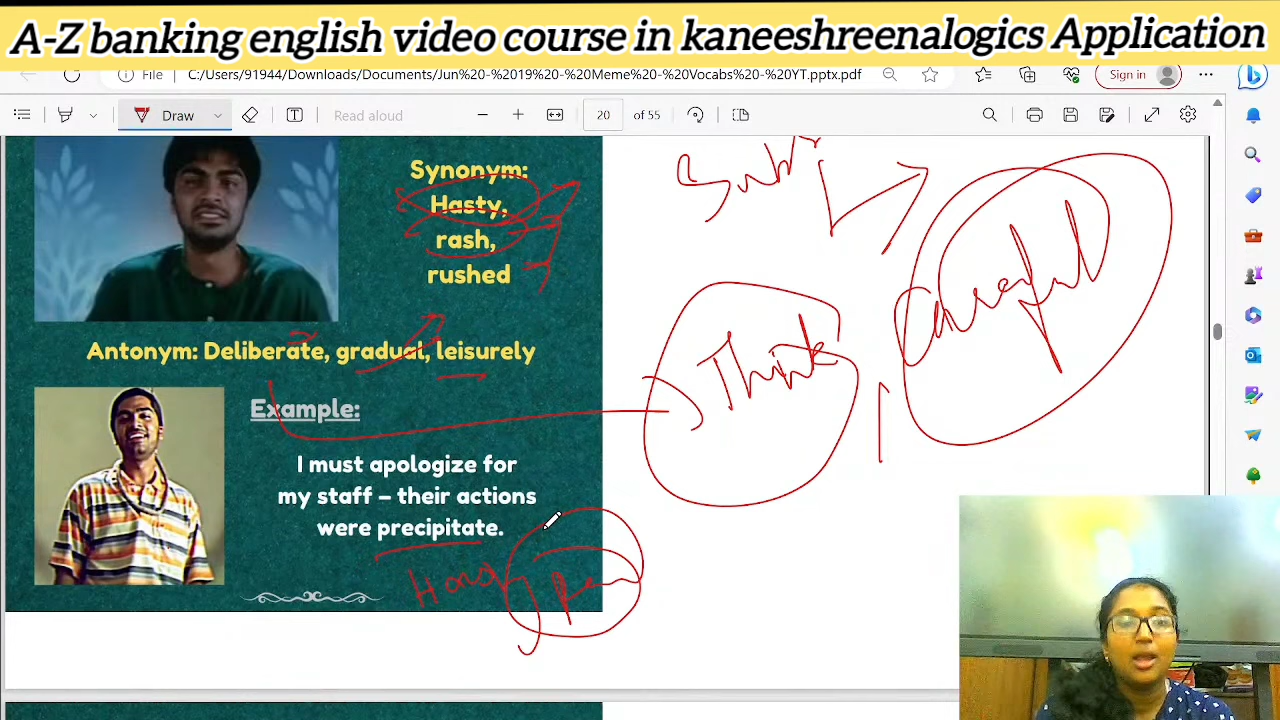 A-Z banking english video course in kaneeshreenalogics Application
File C:/Users/91944/Downloads/Documents/Jun%20-%2019%20-%20Meme%20-%20Vocabs%20-%20YT.pptx.pdf Sign in
Draw Read aloud 20 of 55
Synonym:
Hasty,
rash,
rushed
Careful
Think
Antonym: Deliberate, gradual, leisurely
Example:
I must apologize for
my staff – their actions
were precipitate.